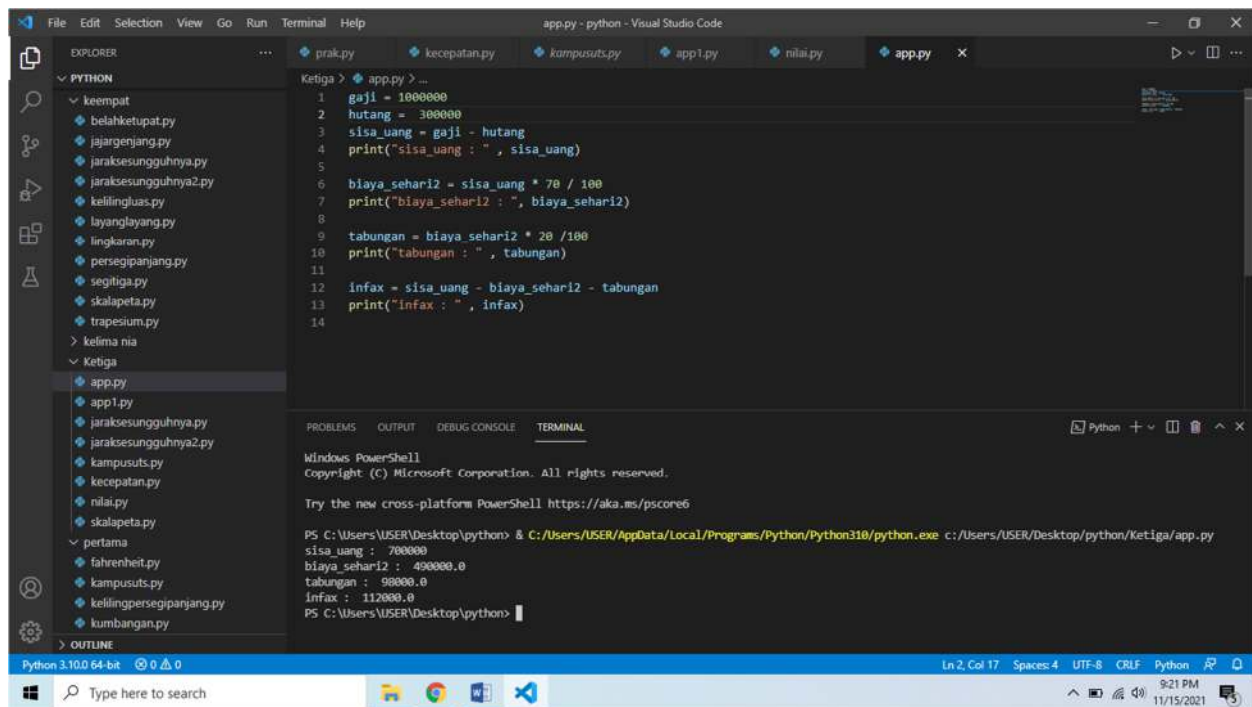 File Edit Selection View Go Run Terminal Help app.py - python - Visual Studio Code
EXPLORER
PYTHON
keempat
belahketupat.py
jajargenjang.py
jaraksesungguhnya.py
jaraksesungguhnya2.py
kelilingluas.py
layanglayang.py
lingkaran.py
persegipanjang.py
segitiga.py
skalapeta.py
trapesium.py
kelima nia
Ketiga
app.py
app1.py
jaraksesungguhnya.py
jaraksesungguhnya2.py
kampusuts.py
kecepatan.py
nilai.py
skalapeta.py
pertama
fahrenheit.py
kampusuts.py
kelilingpersegipanjang.py
kumbangan.py
OUTLINE
prak.py kecepatan.py kampusuts.py app1.py nilai.py app.py
Ketiga > app.py > ...
1 gaji = 1000000
2 hutang =  300000
3 sisa_uang = gaji - hutang
4 print("sisa_uang : " , sisa_uang)
5
6 biaya_sehari2 = sisa_uang * 70 / 100
7 print("biaya_sehari2 : ", biaya_sehari2)
8
9 tabungan = biaya_sehari2 * 20 /100
10 print("tabungan : " , tabungan)
11
12 infax = sisa_uang - biaya_sehari2 - tabungan
13 print("infax : " , infax)
14
PROBLEMS OUTPUT DEBUG CONSOLE TERMINAL Python
Windows PowerShell
Copyright (C) Microsoft Corporation. All rights reserved.
Try the new cross-platform PowerShell https://aka.ms/pscore6
PS C:\Users\USER\Desktop\python> & C:/Users/USER/AppData/Local/Programs/Python/Python310/python.exe c:/Users/USER/Desktop/python/Ketiga/app.py
sisa_uang :  700000
biaya_sehari2 :  490000.0
tabungan :  98000.0
infax :  112000.0
PS C:\Users\USER\Desktop\python>
Python 3.10.0 64-bit 0 0 Ln 2, Col 17 Spaces: 4 UTF-8 CRLF Python
Type here to search 9:21 PM
11/15/2021 5